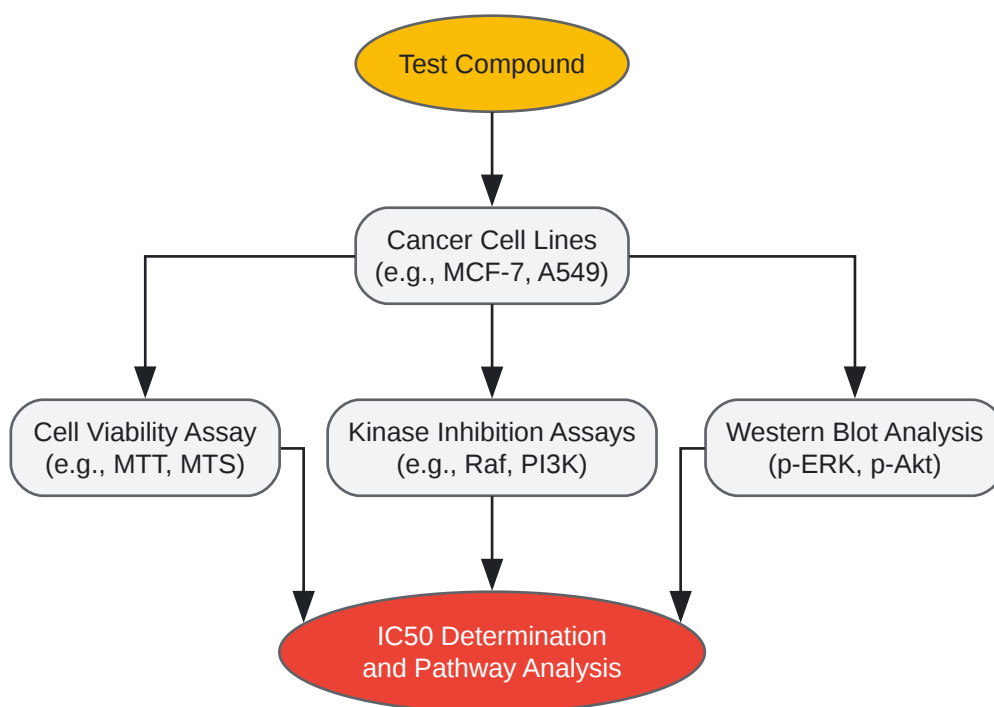 Test Compound
Cancer Cell Lines
(e.g., MCF-7, A549)
Cell Viability Assay
(e.g., MTT, MTS)
Kinase Inhibition Assays
(e.g., Raf, PI3K)
Western Blot Analysis
(p-ERK, p-Akt)
IC50 Determination
and Pathway Analysis